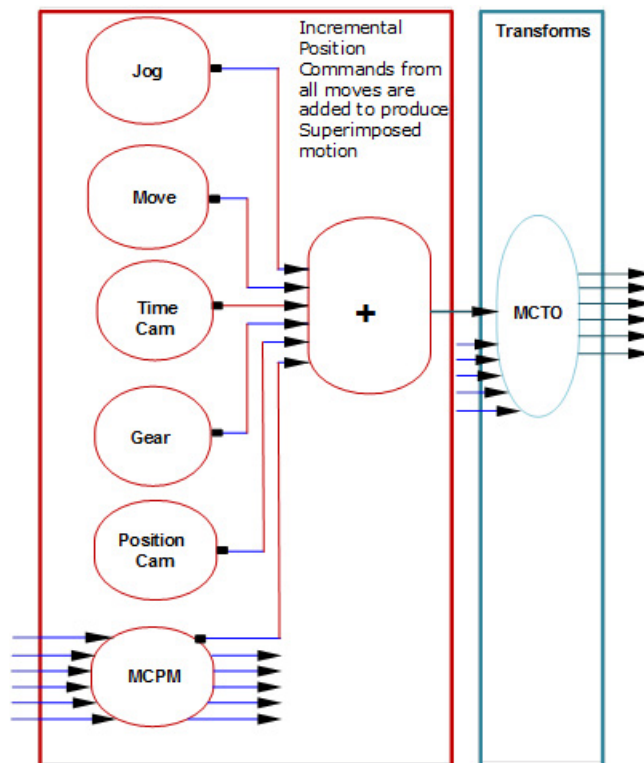 Jog
Incremental
Position
Commands from
all moves are
added to produce
Superimposed
motion
Transforms
Move
Time
Cam
+
MCTO
Gear
Position
Cam
MCPM